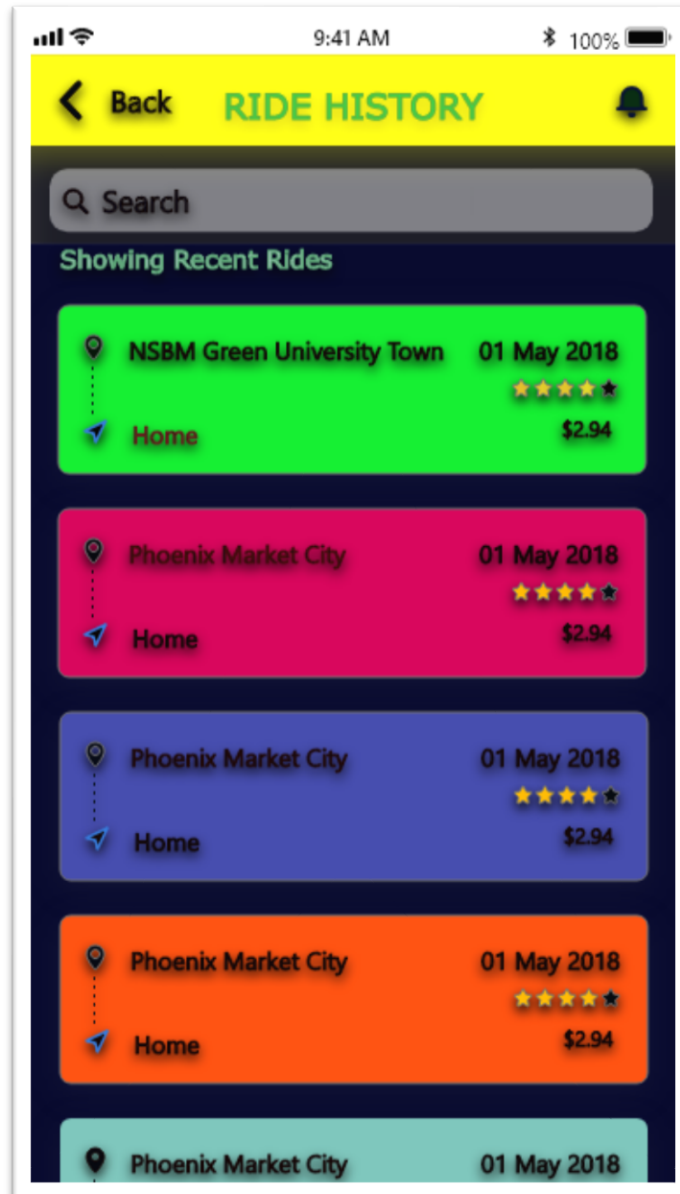 9:41 AM 100%
Back RIDE HISTORY
Search
Showing Recent Rides
NSBM Green University Town 01 May 2018
Home $2.94
Phoenix Market City 01 May 2018
Home $2.94
Phoenix Market City 01 May 2018
Home $2.94
Phoenix Market City 01 May 2018
Home $2.94
Phoenix Market City 01 May 2018